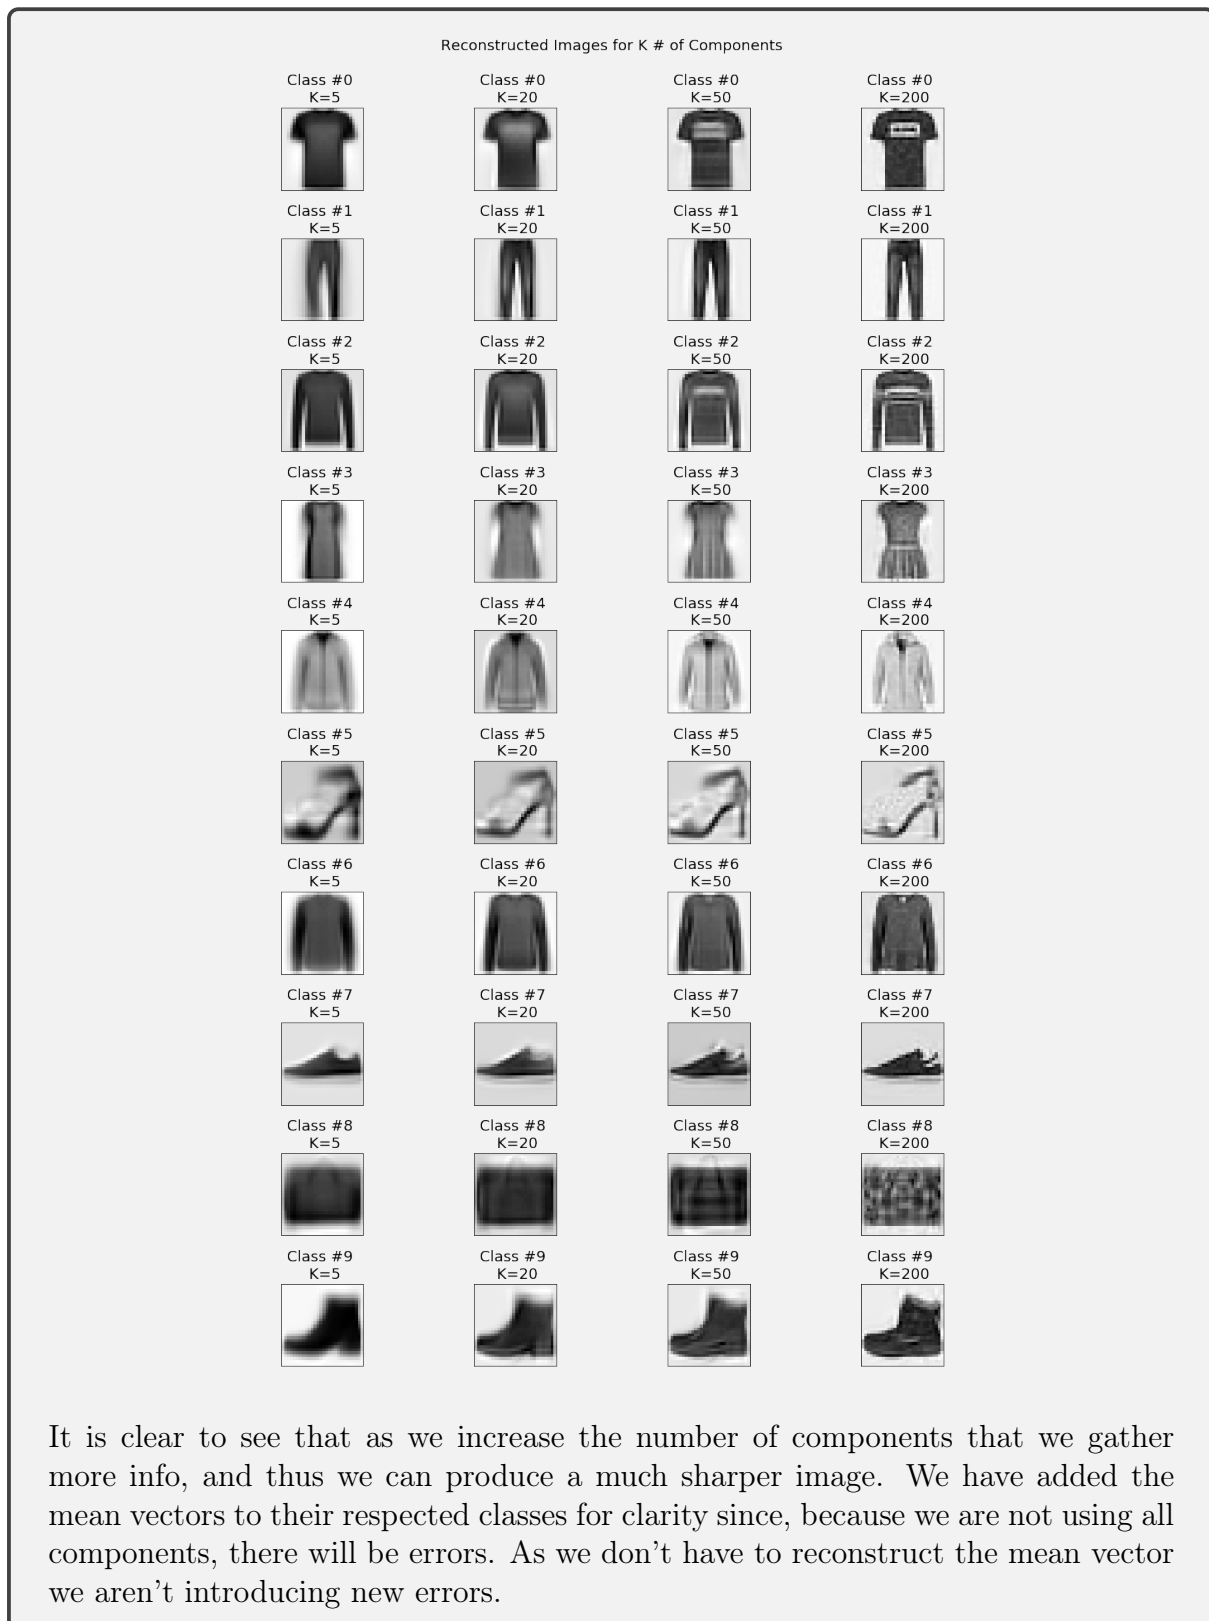 Reconstructed Images for K # of Components
Class #0 Class #0 Class #0 Class #0
K=5 K=20 K=50 K=200
Class #1 Class #1 Class #1 Class #1
K=5 K=20 K=50 K=200
Class #2 Class #2 Class #2 Class #2
K=5 K=20 K=50 K=200
Class #3 Class #3 Class #3 Class #3
K=5 K=20 K=50 K=200
Class #4 Class #4 Class #4 Class #4
K=5 K=20 K=50 K=200
Class #5 Class #5 Class #5 Class #5
K=5 K=20 K=50 K=200
Class #6 Class #6 Class #6 Class #6
K=5 K=20 K=50 K=200
Class #7 Class #7 Class #7 Class #7
K=5 K=20 K=50 K=200
Class #8 Class #8 Class #8 Class #8
K=5 K=20 K=50 K=200
Class #9 Class #9 Class #9 Class #9
K=5 K=20 K=50 K=200
It is clear to see that as we increase the number of components that we gather
more info, and thus we can produce a much sharper image. We have added the
mean vectors to their respected classes for clarity since, because we are not using all
components, there will be errors. As we don't have to reconstruct the mean vector
we aren't introducing new errors.